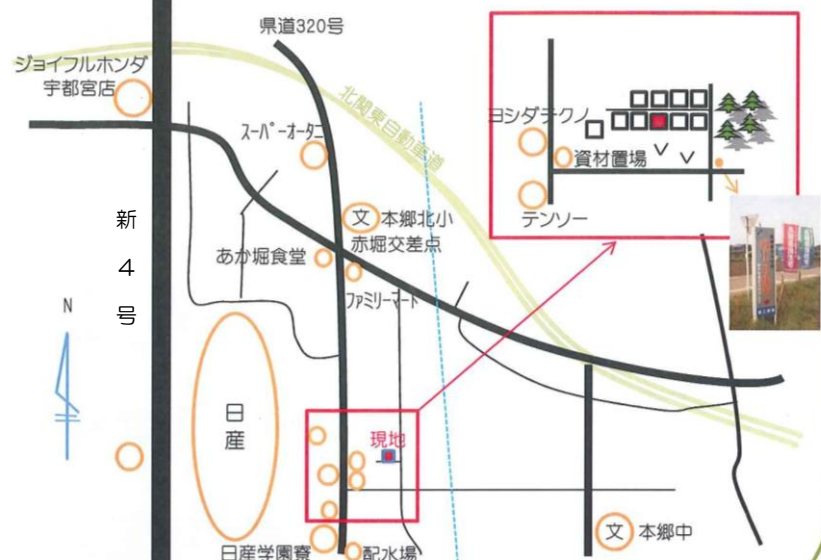 県道320号
ジョイフルホンダ
宇都宮店
北関東自動車道
スーパーオータニ
新
4
号
文 本郷北小
赤堀交差点
あか堀食堂
ファミリーマート
N
日
産
現地
日産学園寮
配水場
文 本郷中
ヨシダテクノ
資材置場
テンソー